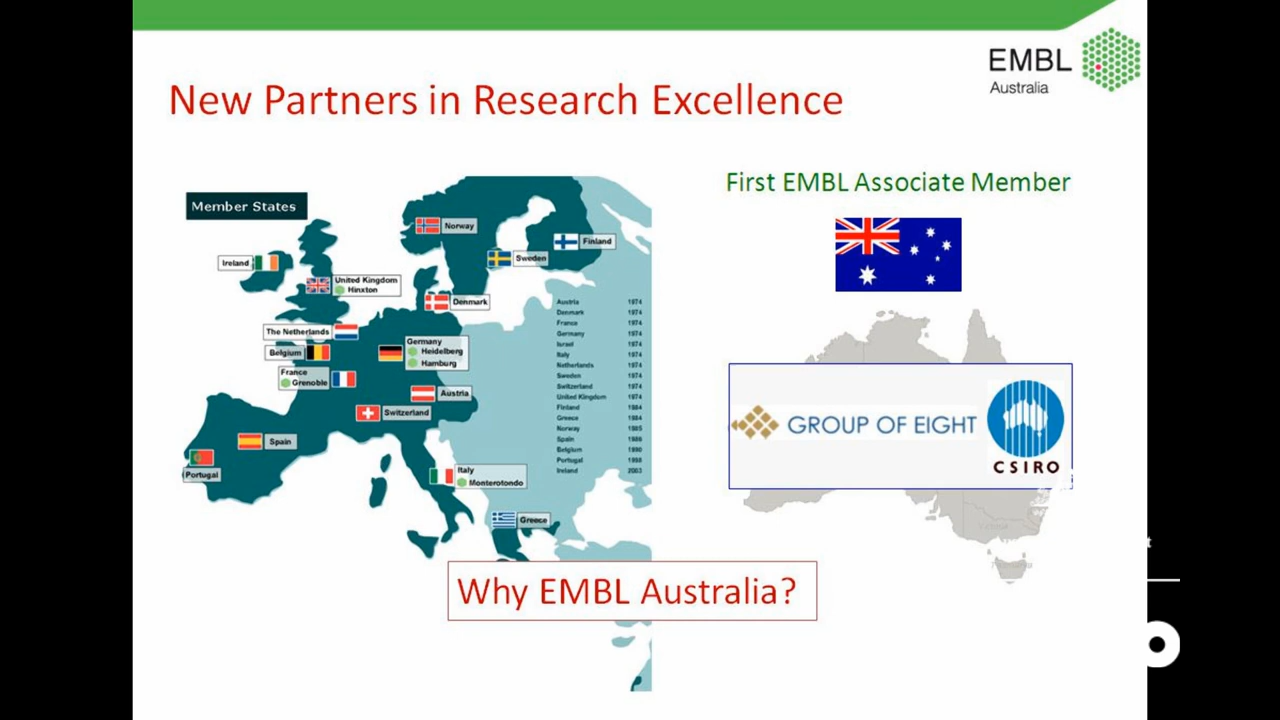 EMBL
Australia
New Partners in Research Excellence
First EMBL Associate Member
Member States
Norway
Finland
Sweden
Ireland
United Kingdom
Hinxton
Denmark
The Netherlands
Belgium
Germany
Heidelberg
Hamburg
France
Grenoble
Austria
Switzerland
Spain
Portugal
Italy
Monterotondo
Greece
Austria 1974
Denmark 1974
France 1974
Germany 1974
Israel 1974
Italy 1974
Netherlands 1974
Sweden 1974
Switzerland 1974
United Kingdom 1974
Finland 1984
Greece 1984
Norway 1985
Spain 1986
Belgium 1990
Portugal 1998
Ireland 2003
GROUP OF EIGHT
CSIRO
Why EMBL Australia?